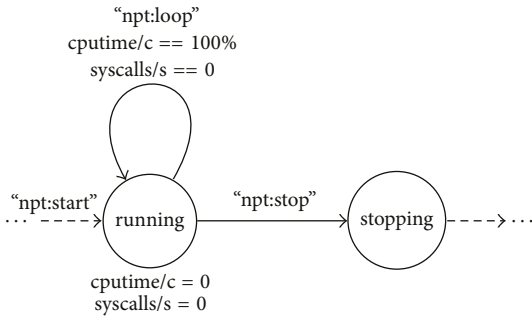 “npt:loop”
cputime/c == 100%
syscalls/s == 0
“npt:start”
“npt:stop”
··· running
stopping ···
cputime/c = 0
syscalls/s = 0